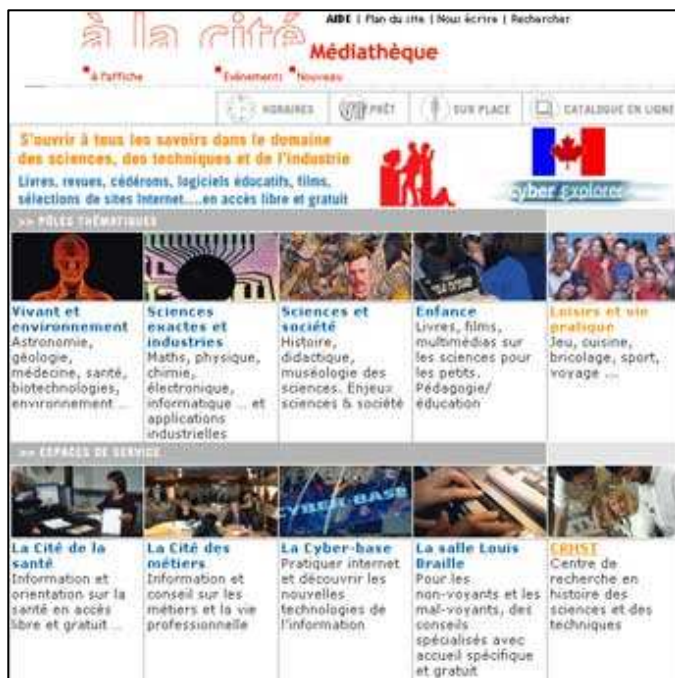 à la cité
AIDE | Plan du site | Nous écrire | Rechercher
Médiathèque
à l'affiche
Evénements
Nouveau
HORAIRES
PRÊT
SUR PLACE
CATALOGUE EN LIGNE
S'ouvrir à tous les savoirs dans le domaine
des sciences, des techniques et de l'industrie
Livres, revues, cédéroms, logiciels éducatifs, films,
sélections de sites Internet....en accès libre et gratuit
cyber explorer
>> PÔLES THÉMATIQUES
Vivant et
environnement
Astronomie,
géologie,
médecine, santé,
biotechnologies,
environnement ...
Sciences
exactes et
industries
Maths, physique,
chimie,
électronique,
informatique ... et
applications
industrielles
Sciences et
société
Histoire,
didactique,
muséologie des
sciences. Enjeux
sciences & société
Enfance
Livres, films,
multimédias sur
les sciences pour
les petits.
Pédagogie/
éducation
Loisirs et vie
pratique
Jeu, cuisine,
bricolage, sport,
voyage ...
>> ESPACES DE SERVICE
CYBER-BASE
La Cité de la
santé
Information et
orientation sur la
santé en accès
libre et gratuit ...
La Cité des
métiers
Information et
conseil sur les
métiers et la vie
professionnelle
La Cyber-base
Pratiquer internet
et découvrir les
nouvelles
technologies de
l'information
La salle Louis
Braille
Pour les
non-voyants et les
mal-voyants, des
conseils
spécialisés avec
accueil spécifique
et gratuit
CRHST
Centre de
recherche en
histoire des
sciences et des
techniques